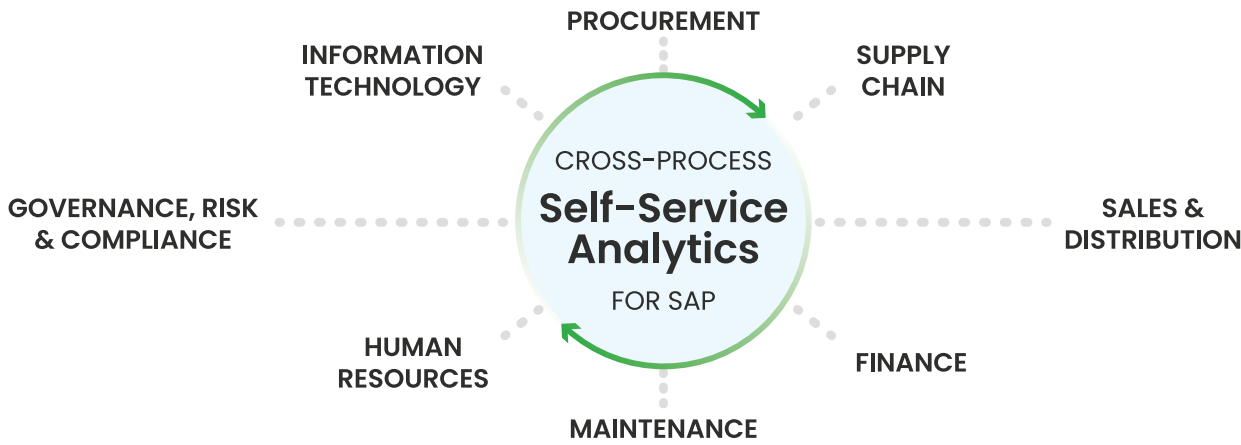 PROCUREMENT
INFORMATION
TECHNOLOGY
SUPPLY
CHAIN
CROSS-PROCESS
Self-Service
Analytics
FOR SAP
GOVERNANCE, RISK
& COMPLIANCE
SALES &
DISTRIBUTION
HUMAN
RESOURCES
FINANCE
MAINTENANCE